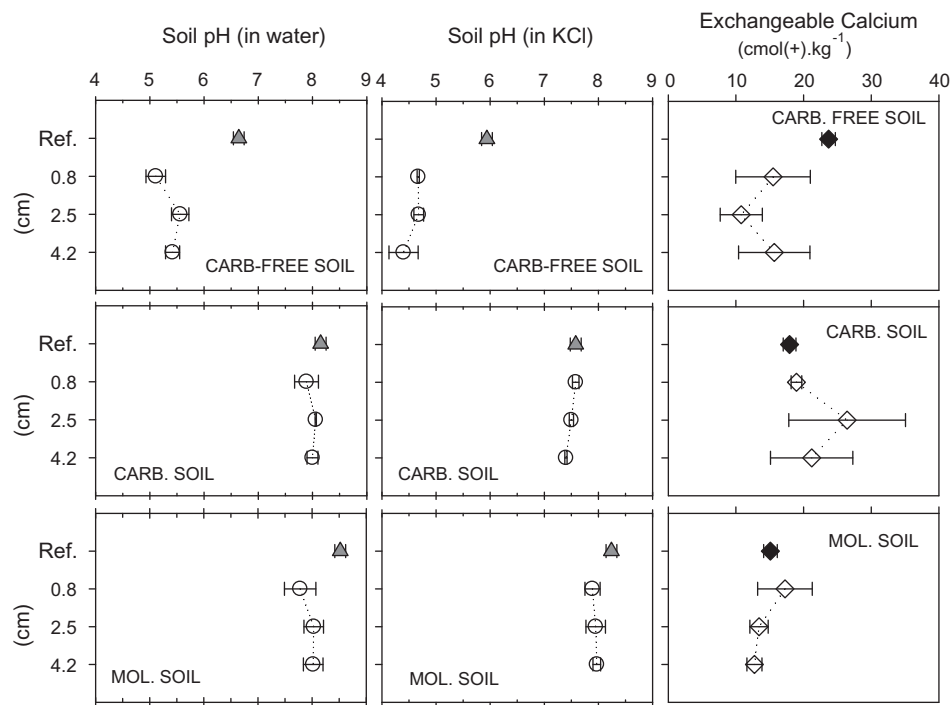 Soil pH (in water)
Soil pH (in KCl)
Exchangeable Calcium
(cmol(+).kg⁻¹)
4 5 6 7 8 9
4 5 6 7 8 9
0 10 20 30 40
(cm)
Ref.
0.8
2.5
4.2
CARB-FREE SOIL
CARB-FREE SOIL
CARB. FREE SOIL
(cm)
Ref.
0.8
2.5
4.2
CARB. SOIL
CARB. SOIL
CARB. SOIL
(cm)
Ref.
0.8
2.5
4.2
MOL. SOIL
MOL. SOIL
MOL. SOIL